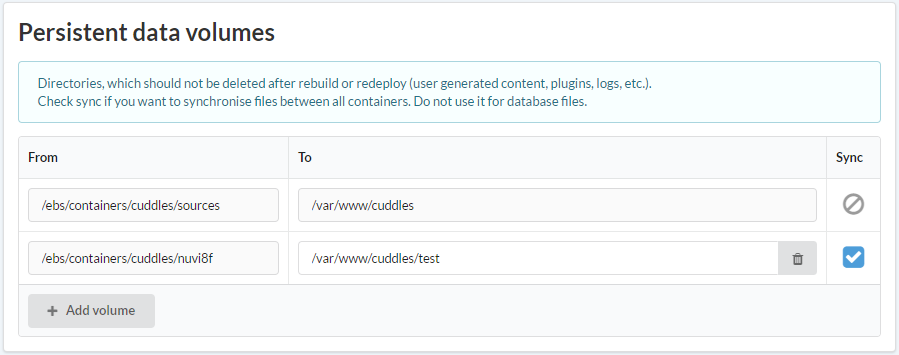 Persistent data volumes
Directories, which should not be deleted after rebuild or redeploy (user generated content, plugins, logs, etc.).
Check sync if you want to synchronise files between all containers. Do not use it for database files.
From To Sync
/ebs/containers/cuddles/sources /var/www/cuddles
/ebs/containers/cuddles/nuvi8f /var/www/cuddles/test
+ Add volume